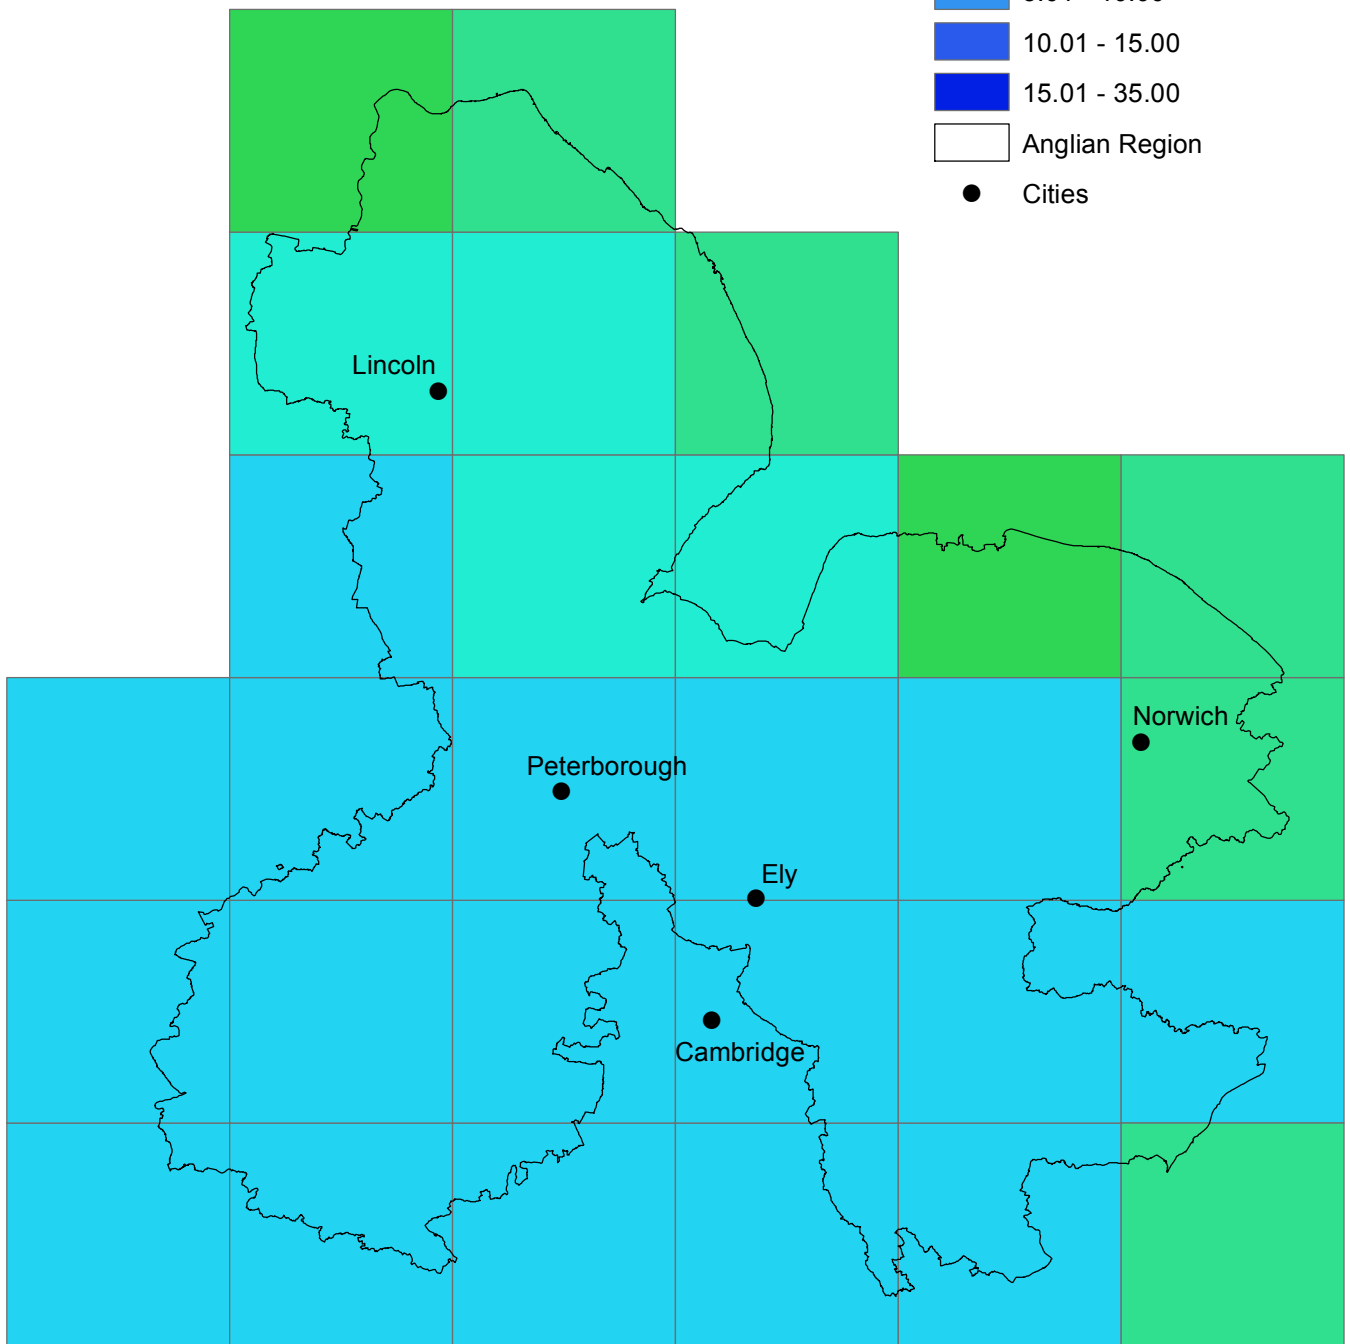 10.01 - 15.00
15.01 - 35.00
Anglian Region
Cities
Lincoln
Norwich
Peterborough
Ely
Cambridge